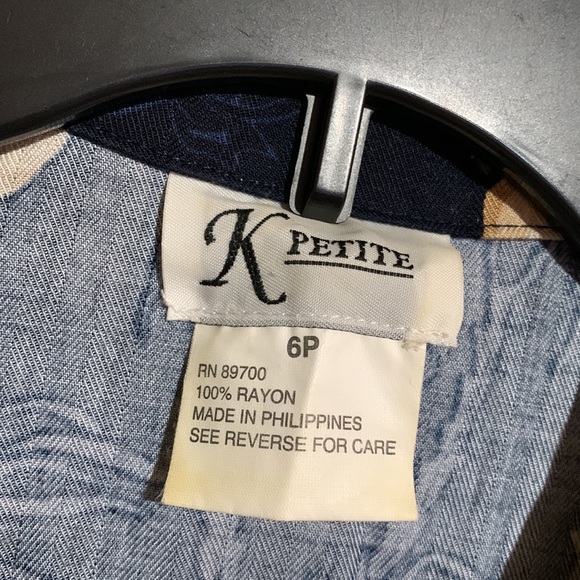 K PETITE
6P
RN 89700
100% RAYON
MADE IN PHILIPPINES
SEE REVERSE FOR CARE